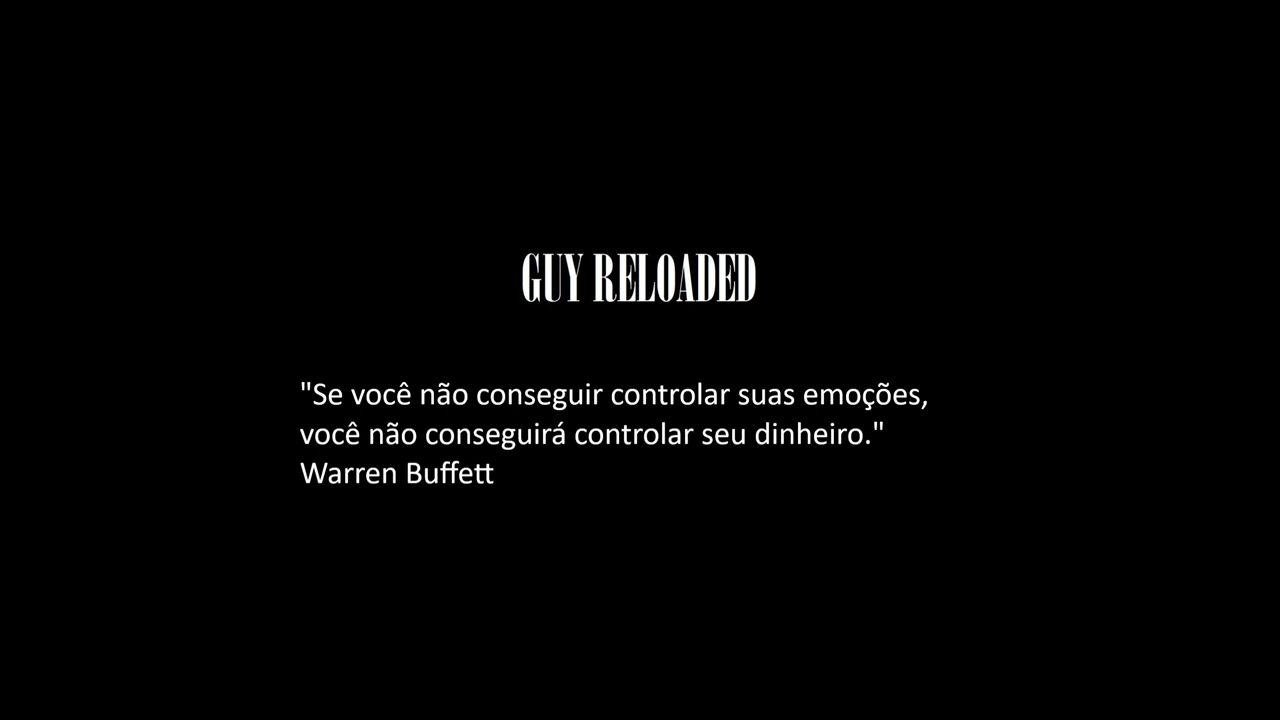 GUY RELOADED
"Se você não conseguir controlar suas emoções,
você não conseguirá controlar seu dinheiro."
Warren Buffett